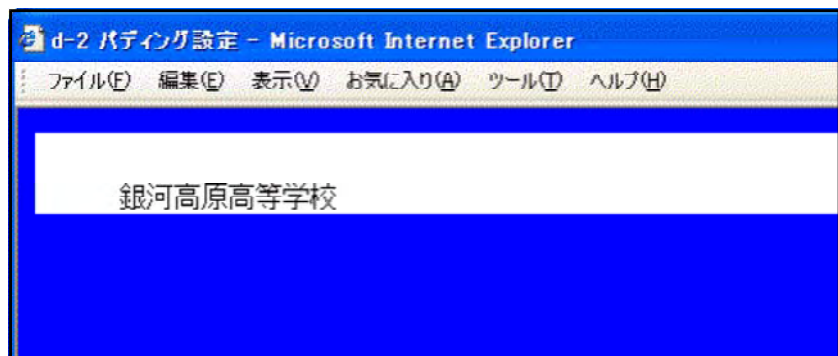 d-2 パディング設定 - Microsoft Internet Explorer
ファイル(F) 編集(E) 表示(V) お気に入り(A) ツール(T) ヘルプ(H)
銀河高原高等学校